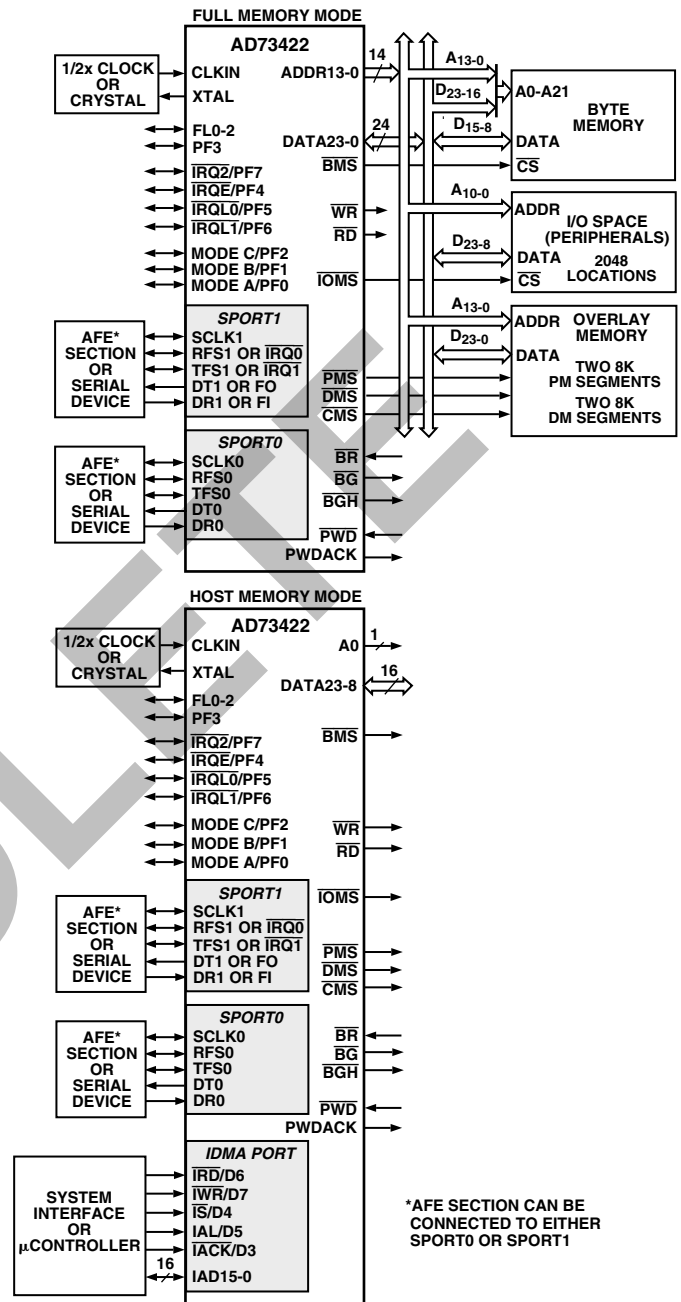 FULL MEMORY MODE
AD73422
1/2x CLOCK
OR
CRYSTAL
CLKIN
XTAL
FL0-2
PF3
IRQ2/PF7
IRQE/PF4
IRQL0/PF5
IRQL1/PF6
MODE C/PF2
MODE B/PF1
MODE A/PF0
SPORT1
SCLK1
RFS1 OR IRQ0
TFS1 OR IRQ1
DT1 OR FO
DR1 OR FI
AFE*
SECTION
OR
SERIAL
DEVICE
SPORT0
SCLK0
RFS0
TFS0
DT0
DR0
AFE*
SECTION
OR
SERIAL
DEVICE
14
ADDR13-0
24
DATA23-0
BMS
WR
RD
IOMS
PMS
DMS
CMS
BR
BG
BGH
PWD
PWDACK
A13-0
D23-16
D15-8
A0-A21
BYTE
MEMORY
DATA
CS
A10-0
D23-8
ADDR
I/O SPACE
(PERIPHERALS)
DATA
2048
LOCATIONS
CS
A13-0
D23-0
ADDR
OVERLAY
MEMORY
DATA
TWO 8K
PM SEGMENTS
TWO 8K
DM SEGMENTS
HOST MEMORY MODE
AD73422
1/2x CLOCK
OR
CRYSTAL
CLKIN
XTAL
FL0-2
PF3
IRQ2/PF7
IRQE/PF4
IRQL0/PF5
IRQL1/PF6
MODE C/PF2
MODE B/PF1
MODE A/PF0
SPORT1
SCLK1
RFS1 OR IRQ0
TFS1 OR IRQ1
DT1 OR FO
DR1 OR FI
AFE*
SECTION
OR
SERIAL
DEVICE
SPORT0
SCLK0
RFS0
TFS0
DT0
DR0
AFE*
SECTION
OR
SERIAL
DEVICE
IDMA PORT
IRD/D6
IWR/D7
IS/D4
IAL/D5
IACK/D3
16
IAD15-0
SYSTEM
INTERFACE
OR
µCONTROLLER
1
A0
16
DATA23-8
BMS
WR
RD
IOMS
PMS
DMS
CMS
BR
BG
BGH
PWD
PWDACK
*AFE SECTION CAN BE
CONNECTED TO EITHER
SPORT0 OR SPORT1